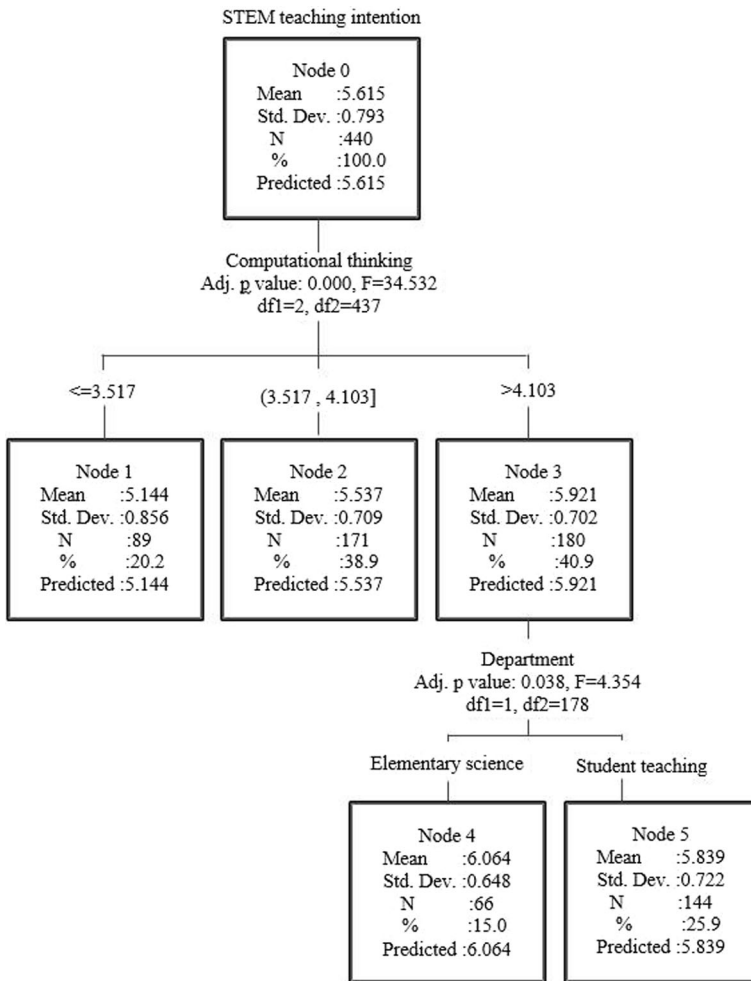 STEM teaching intention
Node 0
Mean :5.615
Std. Dev. :0.793
N :440
% :100.0
Predicted :5.615
Computational thinking
Adj. p value: 0.000, F=34.532
df1=2, df2=437
<=3.517
(3.517 , 4.103]
>4.103
Node 1
Mean :5.144
Std. Dev. :0.856
N :89
% :20.2
Predicted :5.144
Node 2
Mean :5.537
Std. Dev. :0.709
N :171
% :38.9
Predicted :5.537
Node 3
Mean :5.921
Std. Dev. :0.702
N :180
% :40.9
Predicted :5.921
Department
Adj. p value: 0.038, F=4.354
df1=1, df2=178
Elementary science
Student teaching
Node 4
Mean :6.064
Std. Dev. :0.648
N :66
% :15.0
Predicted :6.064
Node 5
Mean :5.839
Std. Dev. :0.722
N :144
% :25.9
Predicted :5.839